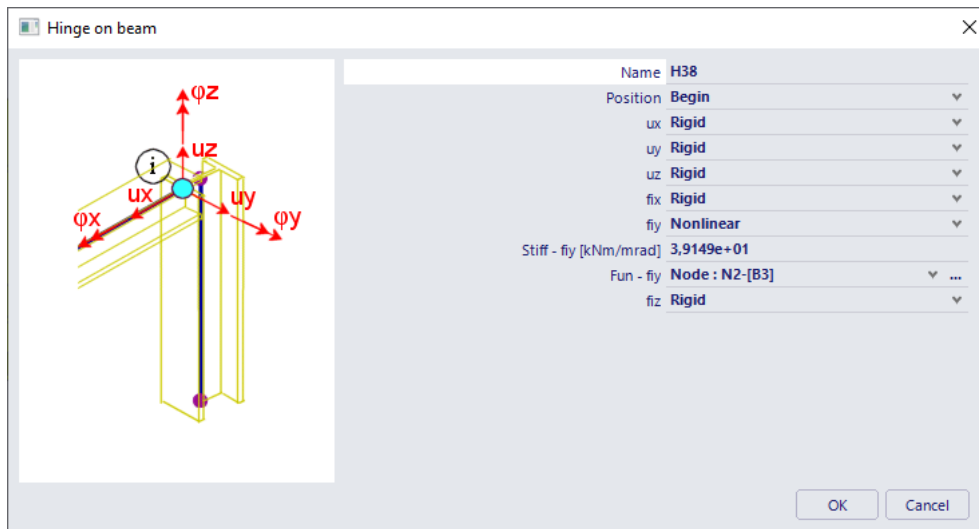 Hinge on beam
φz
uz
i
ux
uy
φx
φy
Name H38
Position Begin
ux Rigid
uy Rigid
uz Rigid
fix Rigid
fiy Nonlinear
Stiff - fiy [kNm/mrad] 3,9149e+01
Fun - fiy Node : N2-[B3] ...
fiz Rigid
OK Cancel